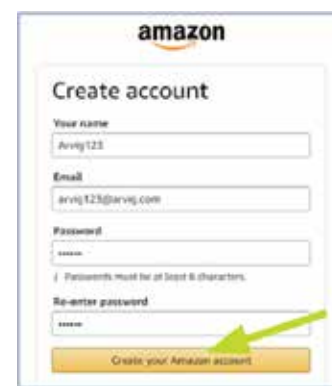 amazon
Create account
Your name
Arvig123
Email
arvig123@arvig.com
Password
••••••
i Passwords must be at least 6 characters.
Re-enter password
••••••
Create your Amazon account